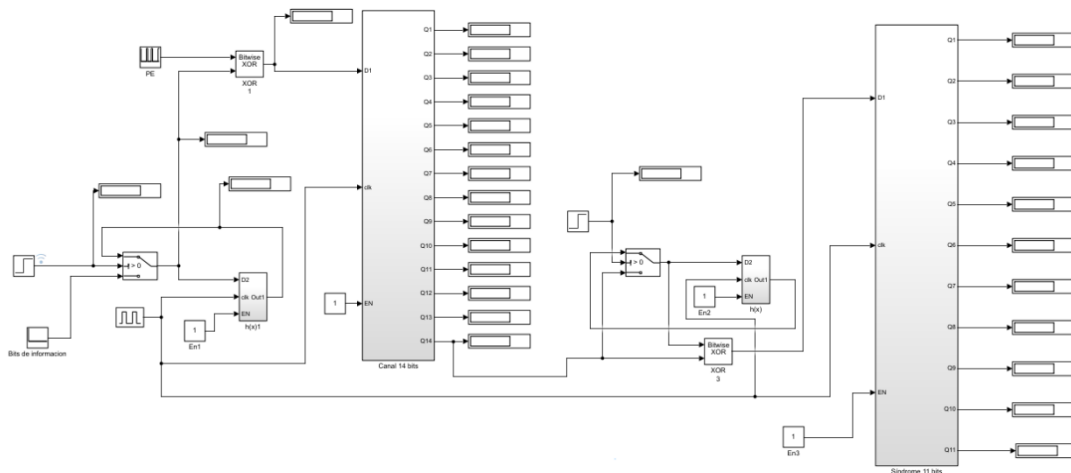 PE
Bitwise
XOR
XOR
1
> 0
Bits de informacion
D2
clk Out1
EN
h(x)1
1
En1
D1
clk
EN
Q1
Q2
Q3
Q4
Q5
Q6
Q7
Q8
Q9
Q10
Q11
Q12
Q13
Q14
Canal 14 bits
1
> 0
D2
clk Out1
EN
h(x)
1
En2
Bitwise
XOR
XOR
3
D1
clk
EN
Q1
Q2
Q3
Q4
Q5
Q6
Q7
Q8
Q9
Q10
Q11
Síndrome 11 bits
1
En3